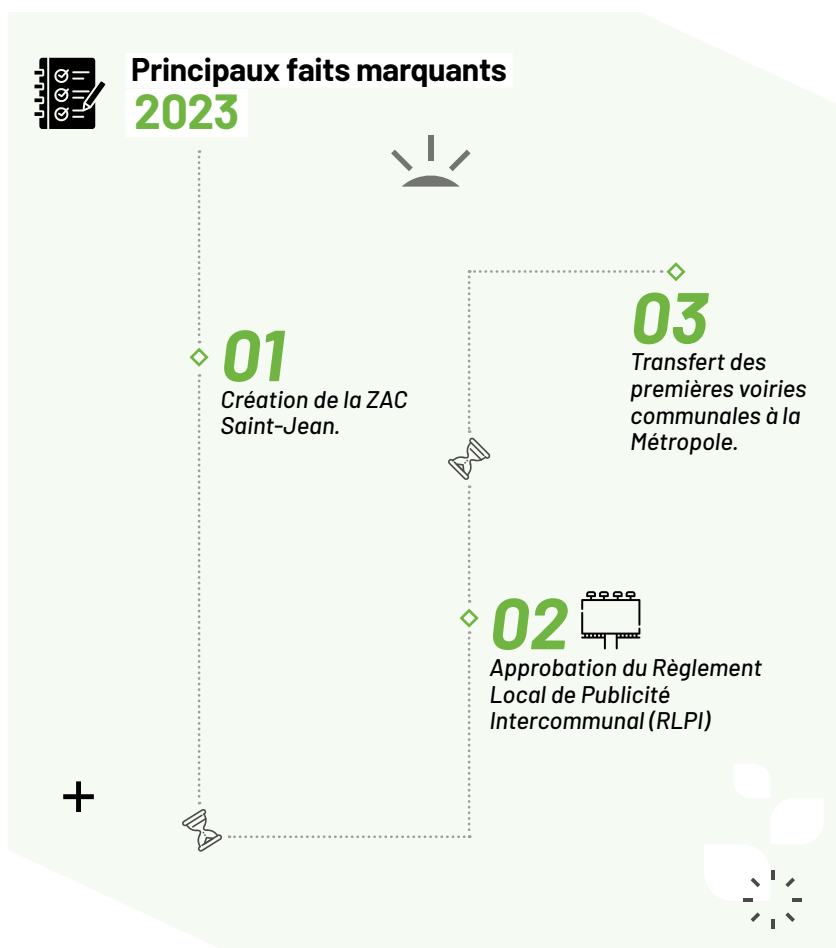 Principaux faits marquants
2023
01
Création de la ZAC
Saint-Jean.
02
Approbation du Règlement
Local de Publicité
Intercommunal (RLPI)
03
Transfert des
premières voiries
communales à la
Métropole.